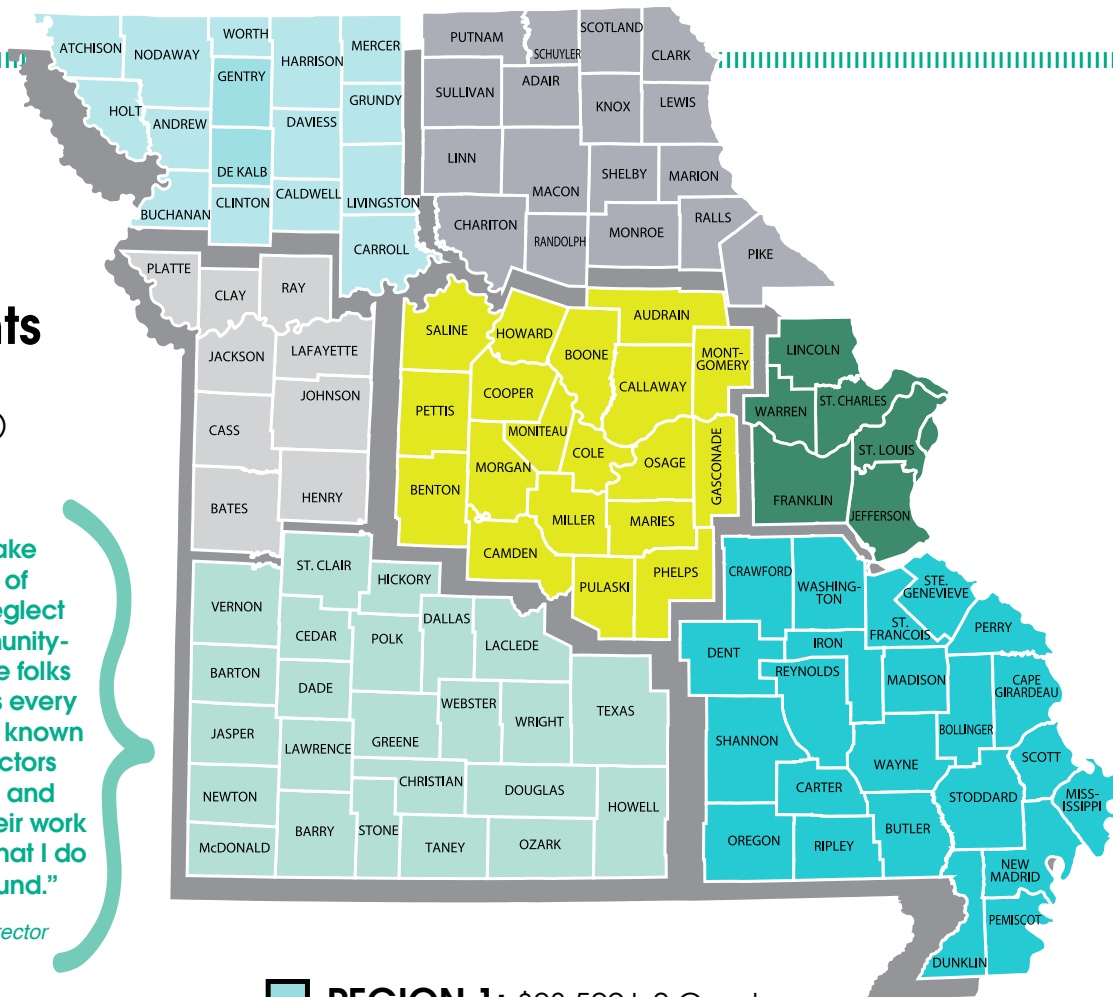 nts
)
ake
of
eglect
munity-
e folks
s every
known
ctors
and
eir work
hat I do
und.”
rector
ATCHISON
NODAWAY
WORTH
GENTRY
HARRISON
MERCER
HOLT
ANDREW
DAVIESS
GRUNDY
DE KALB
BUCHANAN
CLINTON
CALDWELL
LIVINGSTON
CARROLL
PUTNAM
SCHUYLER
SCOTLAND
CLARK
SULLIVAN
ADAIR
KNOX
LEWIS
LINN
MACON
SHELBY
MARION
CHARITON
RANDOLPH
MONROE
RALLS
PIKE
PLATTE
CLAY
RAY
JACKSON
LAFAYETTE
JOHNSON
CASS
BATES
HENRY
SALINE
HOWARD
BOONE
AUDRAIN
MONT-
GOMERY
CALLAWAY
COOPER
PETTIS
MONITEAU
COLE
OSAGE
GASCONADE
MORGAN
BENTON
MILLER
MARIES
CAMDEN
PULASKI
PHELPS
LINCOLN
WARREN
ST. CHARLES
ST. LOUIS
FRANKLIN
JEFFERSON
ST. CLAIR
HICKORY
VERNON
CEDAR
POLK
DALLAS
LACLEDE
BARTON
DADE
WEBSTER
WRIGHT
TEXAS
JASPER
LAWRENCE
GREENE
CHRISTIAN
DOUGLAS
HOWELL
NEWTON
BARRY
STONE
TANEY
OZARK
McDONALD
CRAWFORD
WASHING-
TON
STE.
GENEVIEVE
ST.
FRANCOIS
PERRY
DENT
IRON
REYNOLDS
MADISON
CAPE
GIRARDEAU
BOLLINGER
SHANNON
WAYNE
SCOTT
CARTER
STODDARD
MISS-
ISSIPPI
OREGON
RIPLEY
BUTLER
NEW
MADRID
PEMISCOT
DUNKLIN